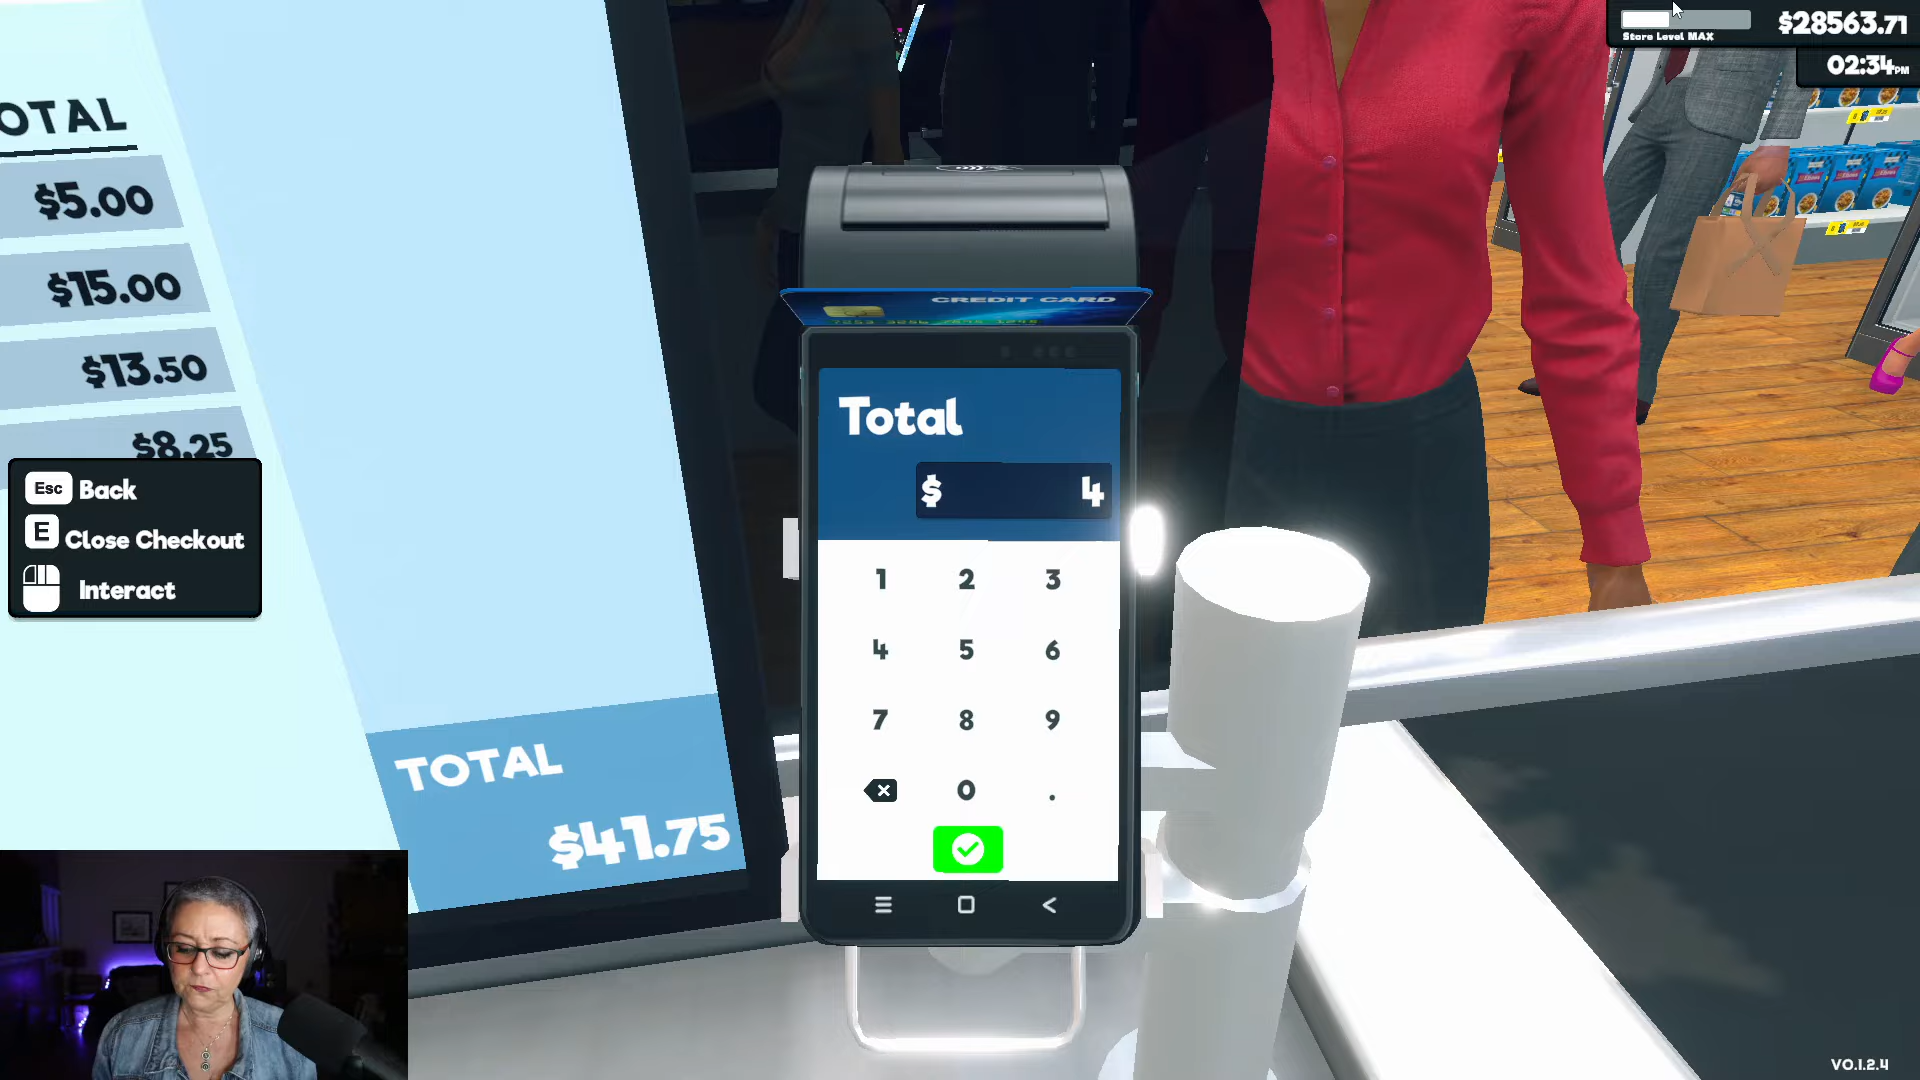 $28563.71
Store Level MAX
02:34PM
OTAL
$5.00
$15.00
$13.50
$8.25
Esc Back
E Close Checkout
Interact
TOTAL
$41.75
CREDIT CARD
Total
$ 4
1 2 3
4 5 6
7 8 9
0 .
V0.1.2.4